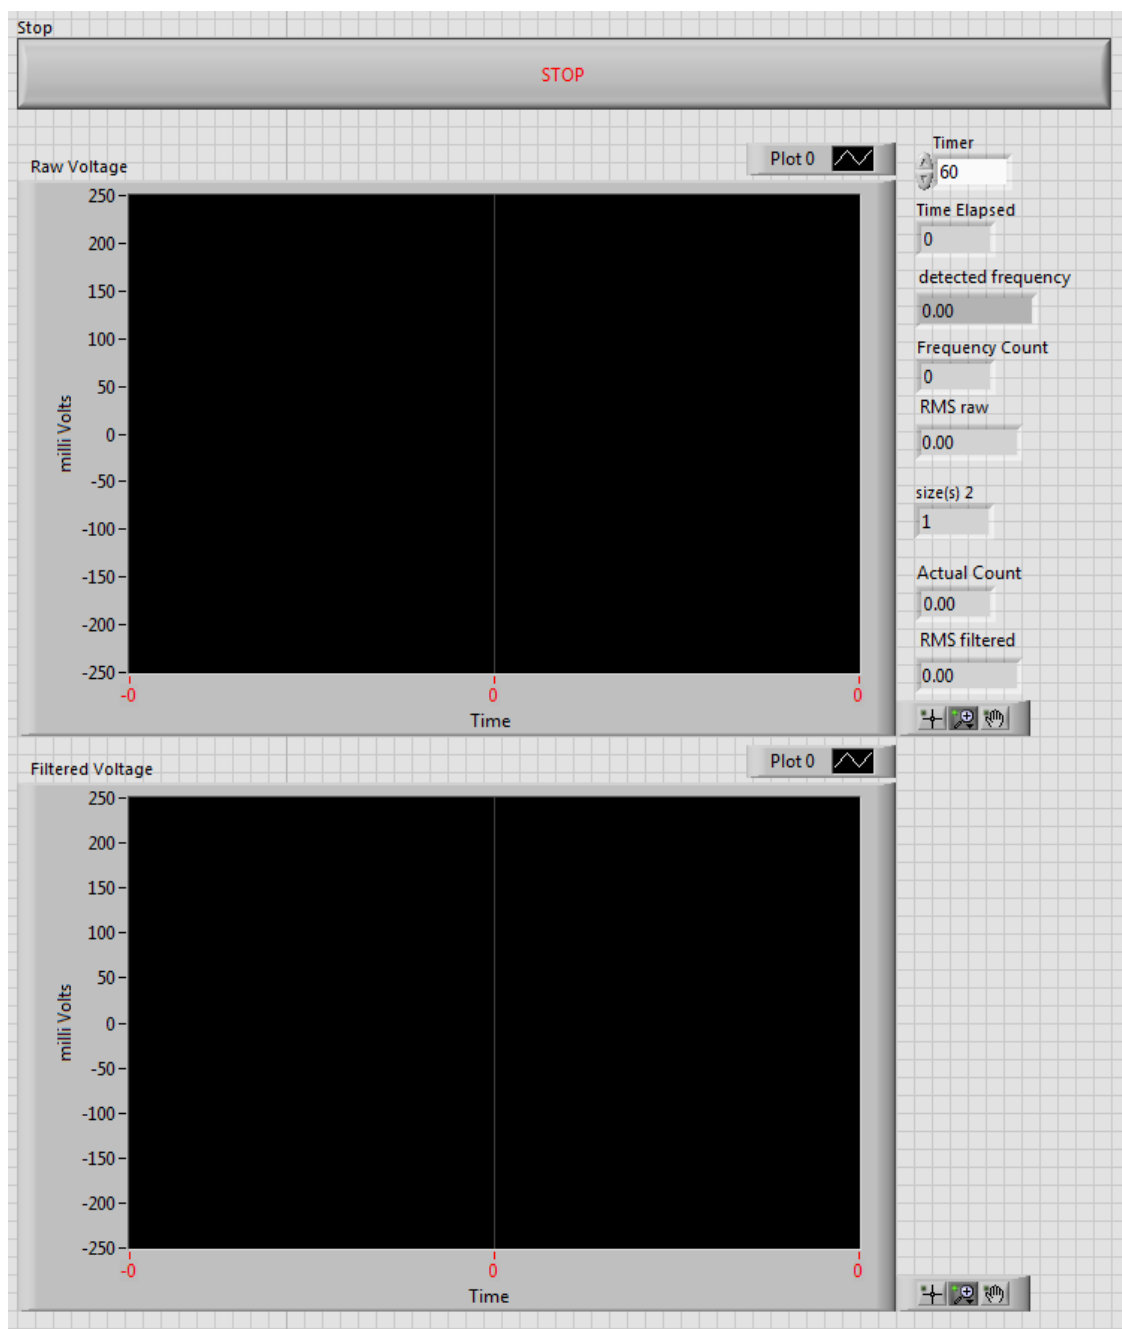 Stop
STOP
Raw Voltage
Plot 0
250
200
150
100
50
0
-50
-100
-150
-200
-250
milli Volts
-0 0 0
Time
Timer
60
Time Elapsed
0
detected frequency
0.00
Frequency Count
0
RMS raw
0.00
size(s) 2
1
Actual Count
0.00
RMS filtered
0.00
Filtered Voltage
Plot 0
250
200
150
100
50
0
-50
-100
-150
-200
-250
milli Volts
-0 0 0
Time